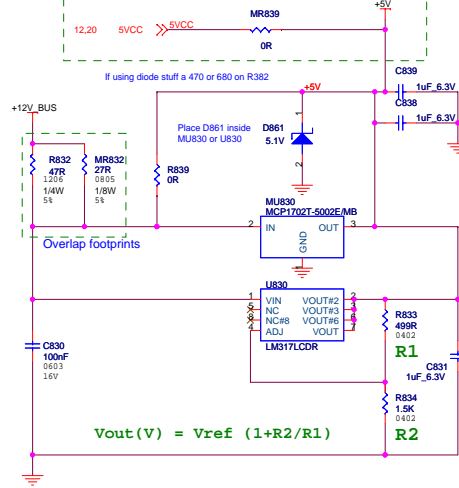 +5V
MR839
12,20 5VCC 5VCC
0R
If using diode stuff a 470 or 680 on R382
C839
+5V
1uF_6.3V
C838
1uF_6.3V
+12V_BUS
Place D861 inside
MU830 or U830
D861
5.1V
1
2
R832
47R
1206
1/4W
5%
MR832
27R
0805
1/8W
5%
R839
0R
Overlap footprints
MU830
MCP1702T-5002E/MB
2 IN OUT 3
GND
1
U830
1 VIN VOUT#2 2
5 NC VOUT#3 3
8 NC#8 VOUT#6 6
4 ADJ VOUT 7
LM317LCDR
R833
499R
0402
R1
C830
100nF
0603
16V
C831
1uF_6.3V
R834
1.5K
0402
R2
Vout(V) = Vref (1+R2/R1)